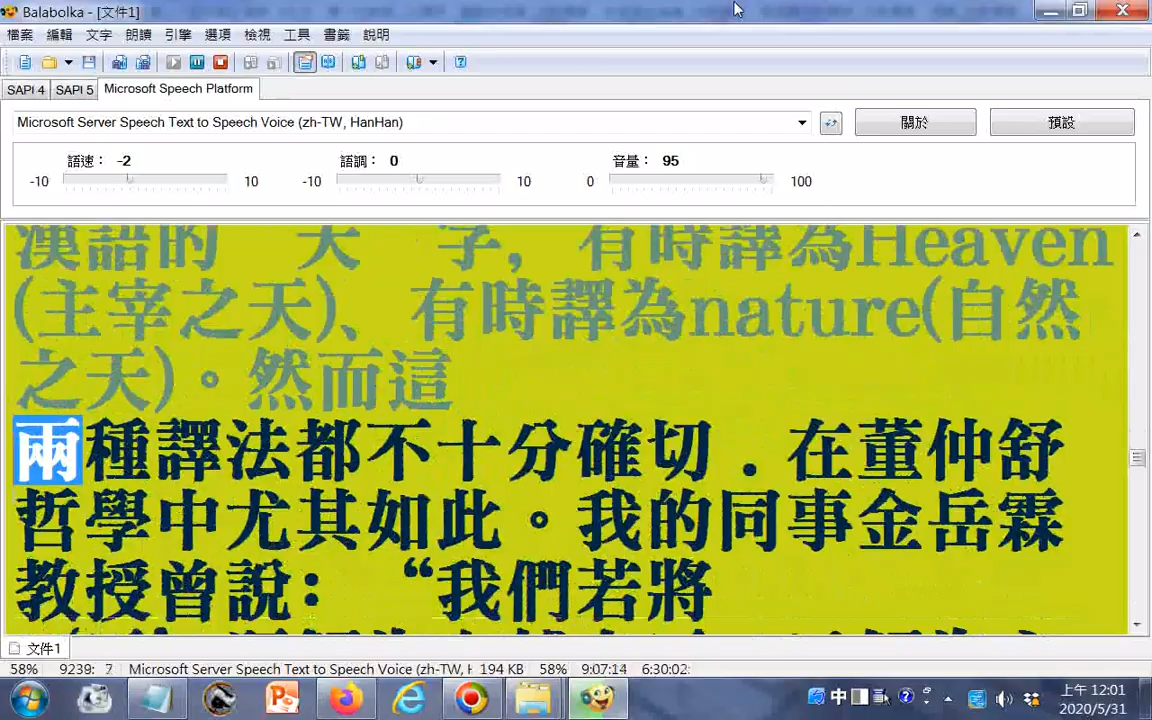 Balabolka - [文件1]
檔案 編輯 文字 朗讀 引擎 選項 檢視 工具 書籤 說明
SAPI 4 SAPI 5 Microsoft Speech Platform
Microsoft Server Speech Text to Speech Voice (zh-TW, HanHan) 關於 預設
語速： -2 語調： 0 音量： 95
-10 10 -10 10 0 100
漢語的 天 字，有時譯為Heaven
(主宰之天)、有時譯為nature(自然
之天)。然而這
兩種譯法都不十分確切．在董仲舒
哲學中尤其如此。我的同事金岳霖
教授曾說：“我們若將
文件1
58% 9239: 7 Microsoft Server Speech Text to Speech Voice (zh-TW, H 194 KB 58% 9:07:14 6:30:02:
中 上午 12:01
2020/5/31